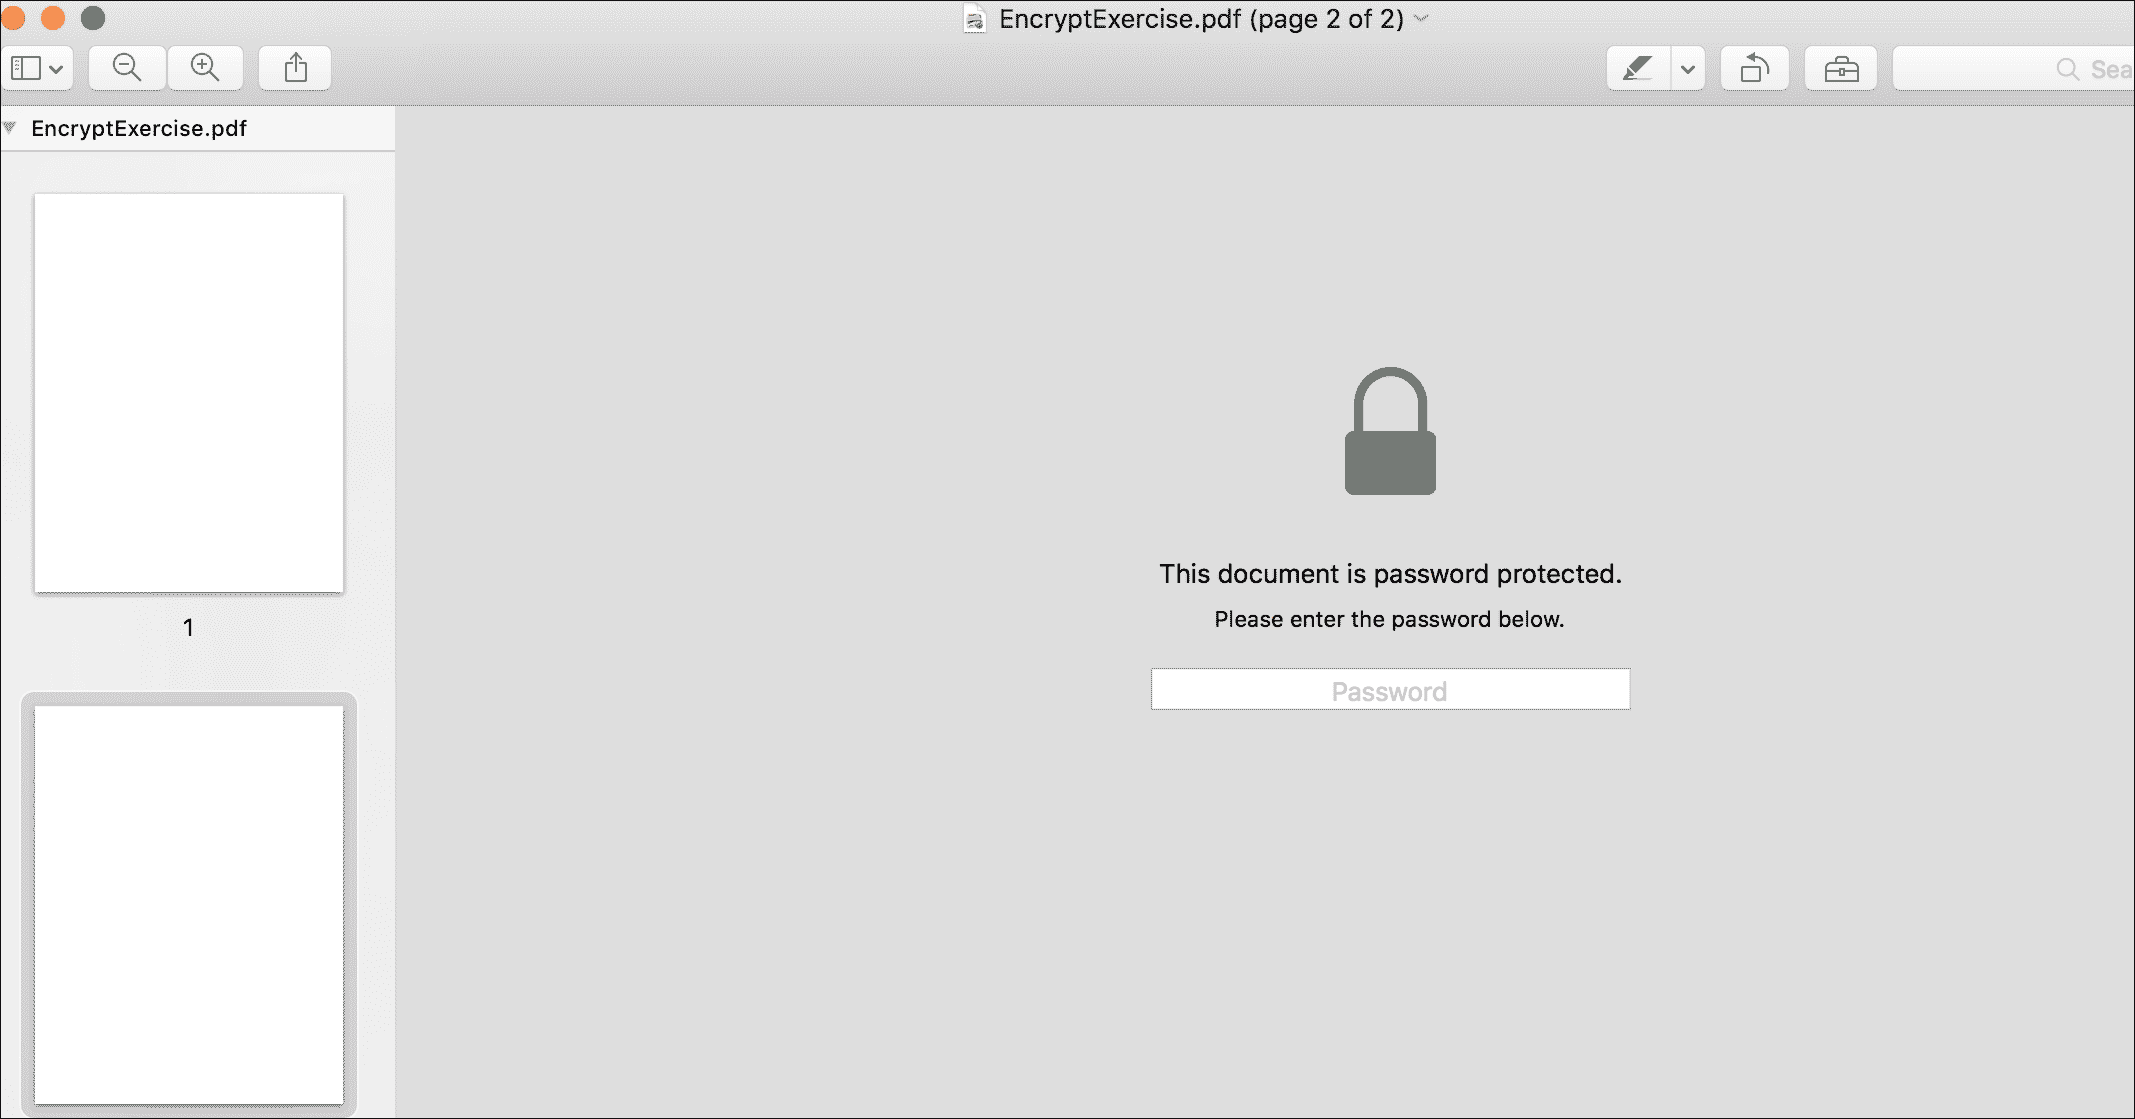 EncryptExercise.pdf (page 2 of 2)
Sea
EncryptExercise.pdf
1
This document is password protected.
Please enter the password below.
Password